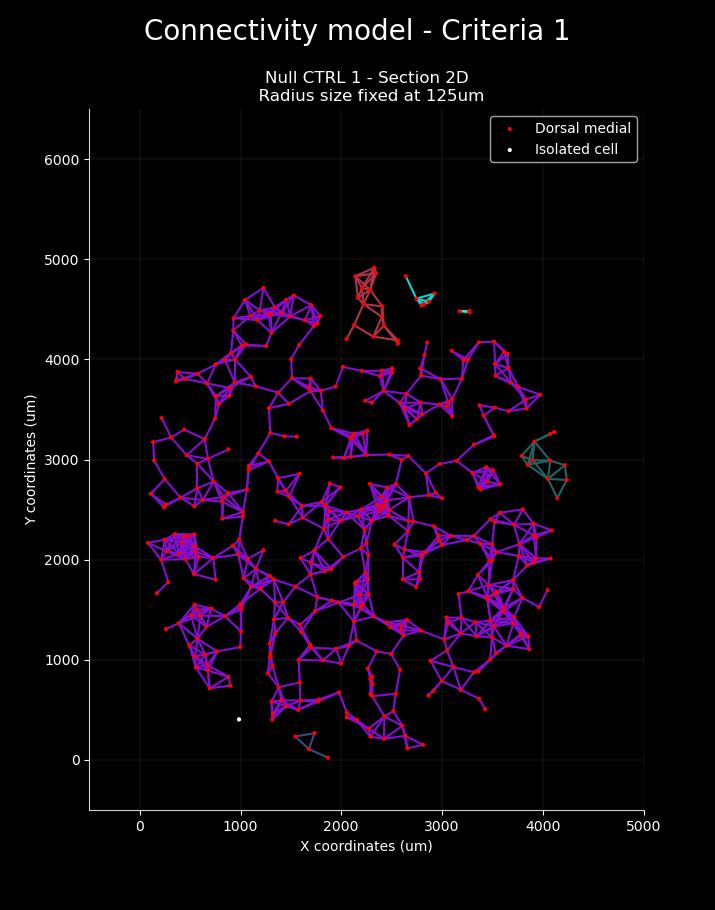 Connectivity model - Criteria 1
Null CTRL 1 - Section 2D
Radius size fixed at 125um
Dorsal medial
Isolated cell
6000
5000
4000
3000
2000
1000
0
Y coordinates (um)
0 1000 2000 3000 4000 5000
X coordinates (um)